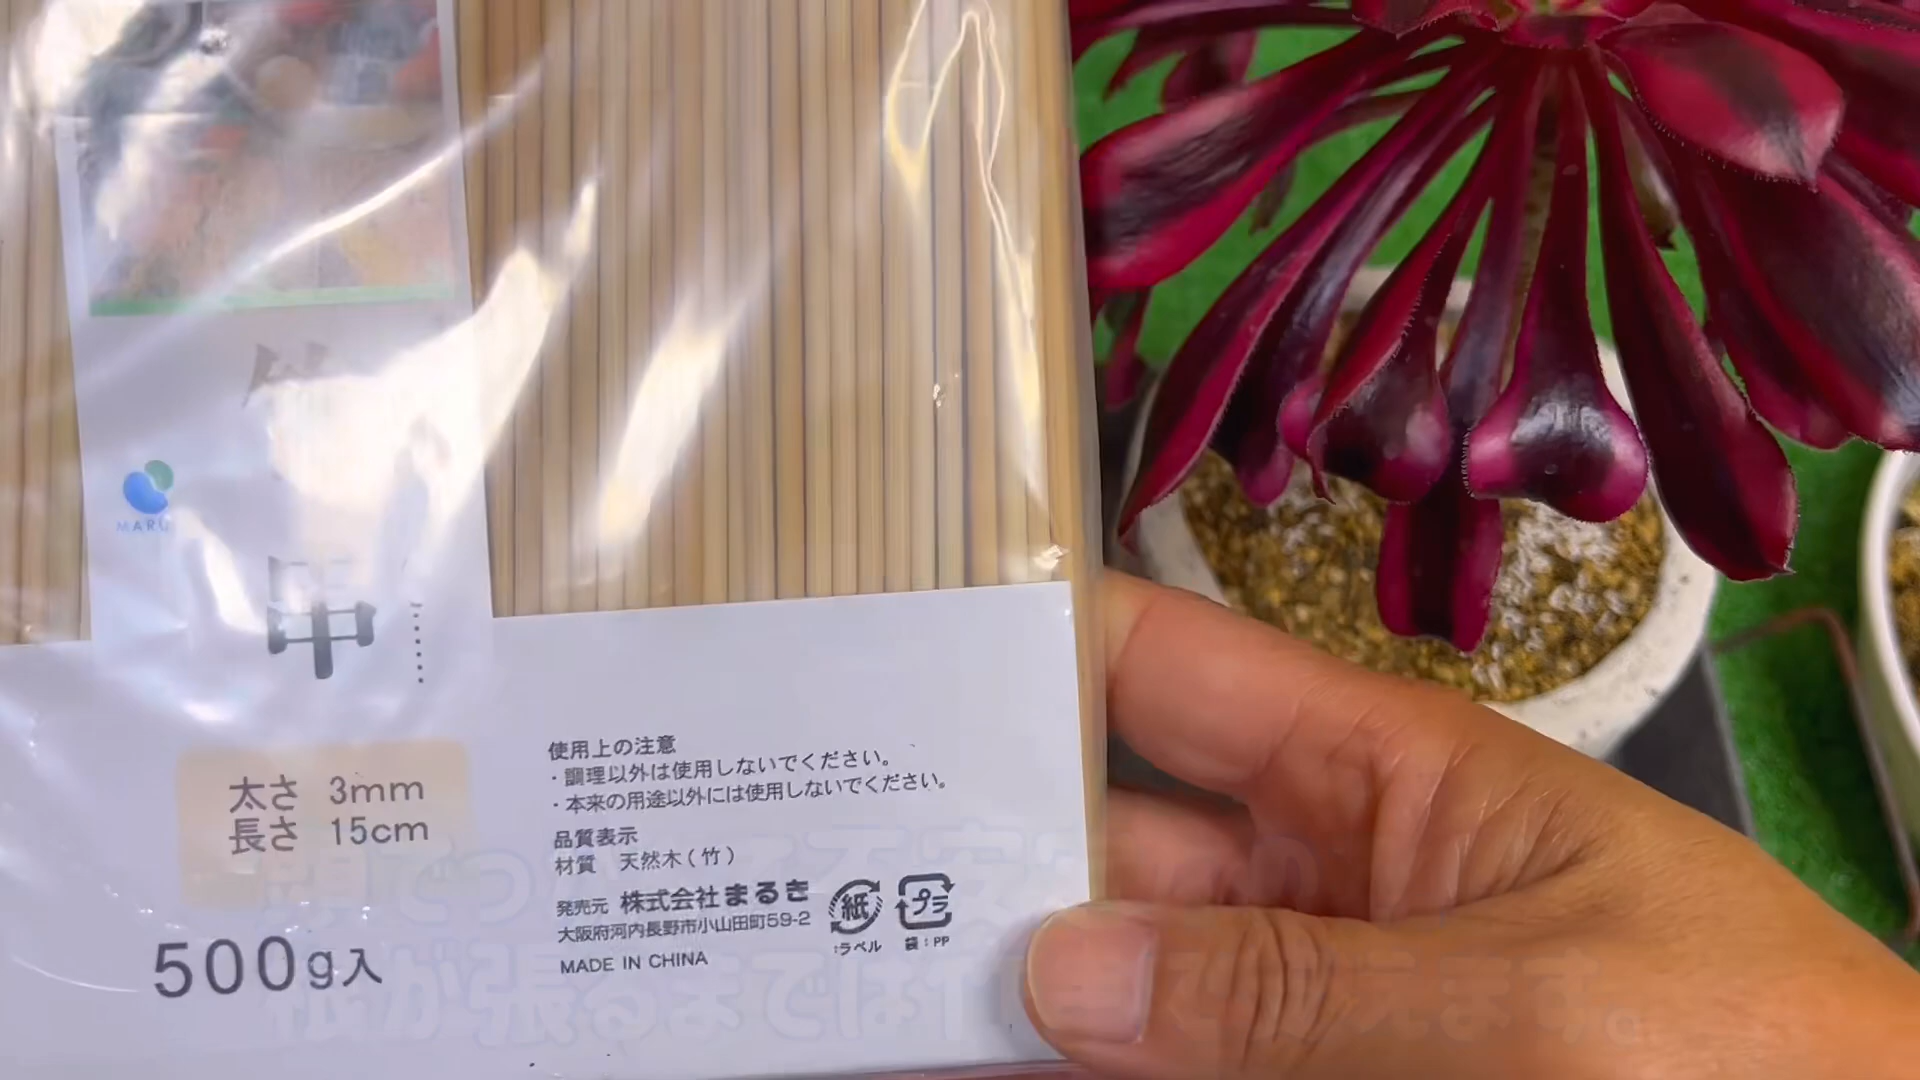 MARU
太さ 3mm
長さ 15cm
500g入
使用上の注意
・調理以外は使用しないでください。
・本来の用途以外には使用しないでください。
品質表示
材質 天然木(竹)
発売元 株式会社まるき
大阪府河内長野市小山田町59-2
MADE IN CHINA
紙
:ラベル
プラ
袋:PP